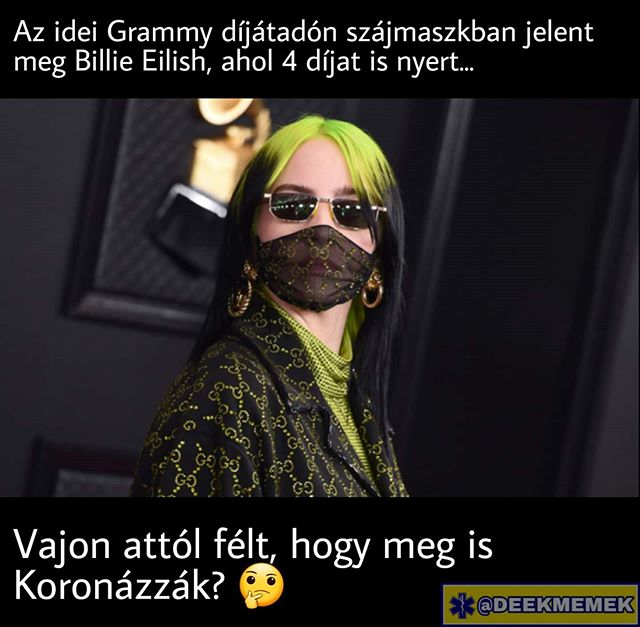 Az idei Grammy díjátadón szájmaszkban jelent
meg Billie Eilish, ahol 4 díjat is nyert...
Vajon attól félt, hogy meg is
Koronázzák? 🤔
@DEEKMEMEK